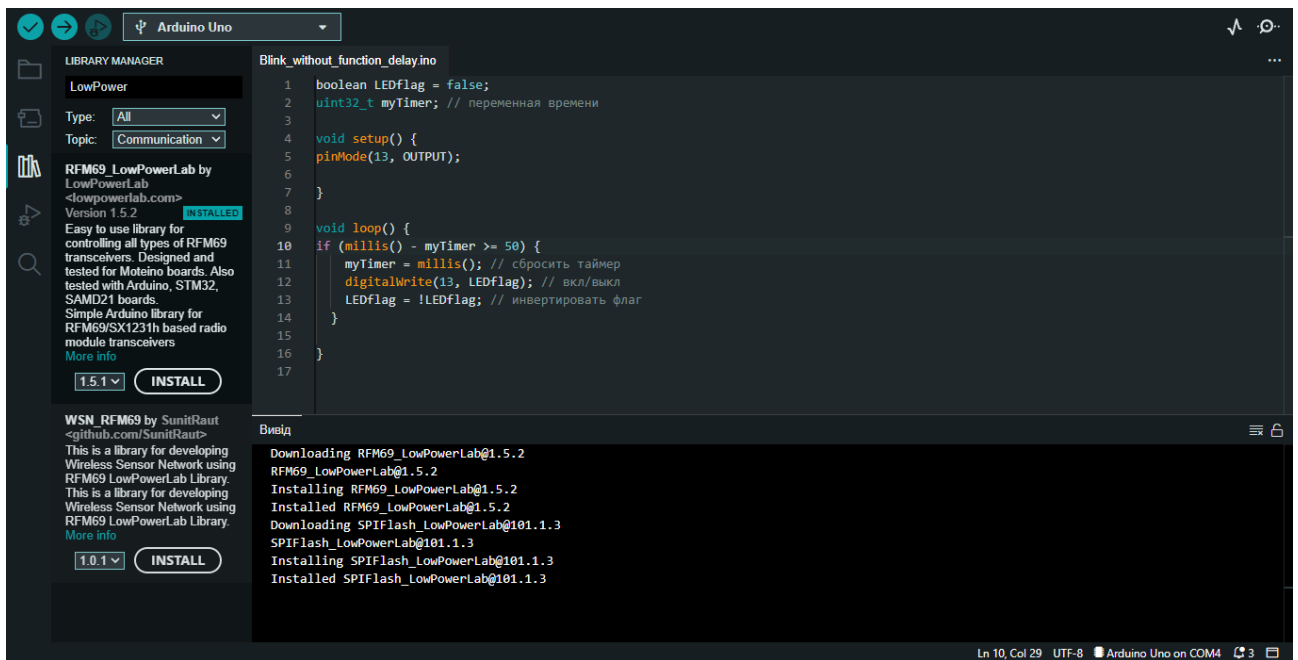 Arduino Uno
LIBRARY MANAGER
LowPower
Type: All
Topic: Communication
RFM69_LowPowerLab by
LowPowerLab
<lowpowerlab.com>
Version 1.5.2 INSTALLED
Easy to use library for
controlling all types of RFM69
transceivers. Designed and
tested for Moteino boards. Also
tested with Arduino, STM32,
SAMD21 boards.
Simple Arduino library for
RFM69/SX1231h based radio
module transceivers
More info
1.5.1 INSTALL
WSN_RFM69 by SunitRaut
<github.com/SunitRaut>
This is a library for developing
Wireless Sensor Network using
RFM69 LowPowerLab Library.
This is a library for developing
Wireless Sensor Network using
RFM69 LowPowerLab Library.
More info
1.0.1 INSTALL
Blink_without_function_delay.ino
1 boolean LEDflag = false;
2 uint32_t myTimer; // переменная времени
3
4 void setup() {
5 pinMode(13, OUTPUT);
6
7 }
8
9 void loop() {
10 if (millis() - myTimer >= 50) {
11 myTimer = millis(); // сбросить таймер
12 digitalWrite(13, LEDflag); // вкл/выкл
13 LEDflag = !LEDflag; // инвертировать флаг
14 }
15
16 }
17
Вивід
Downloading RFM69_LowPowerLab@1.5.2
RFM69_LowPowerLab@1.5.2
Installing RFM69_LowPowerLab@1.5.2
Installed RFM69_LowPowerLab@1.5.2
Downloading SPIFlash_LowPowerLab@101.1.3
SPIFlash_LowPowerLab@101.1.3
Installing SPIFlash_LowPowerLab@101.1.3
Installed SPIFlash_LowPowerLab@101.1.3
Ln 10, Col 29 UTF-8 Arduino Uno on COM4 3